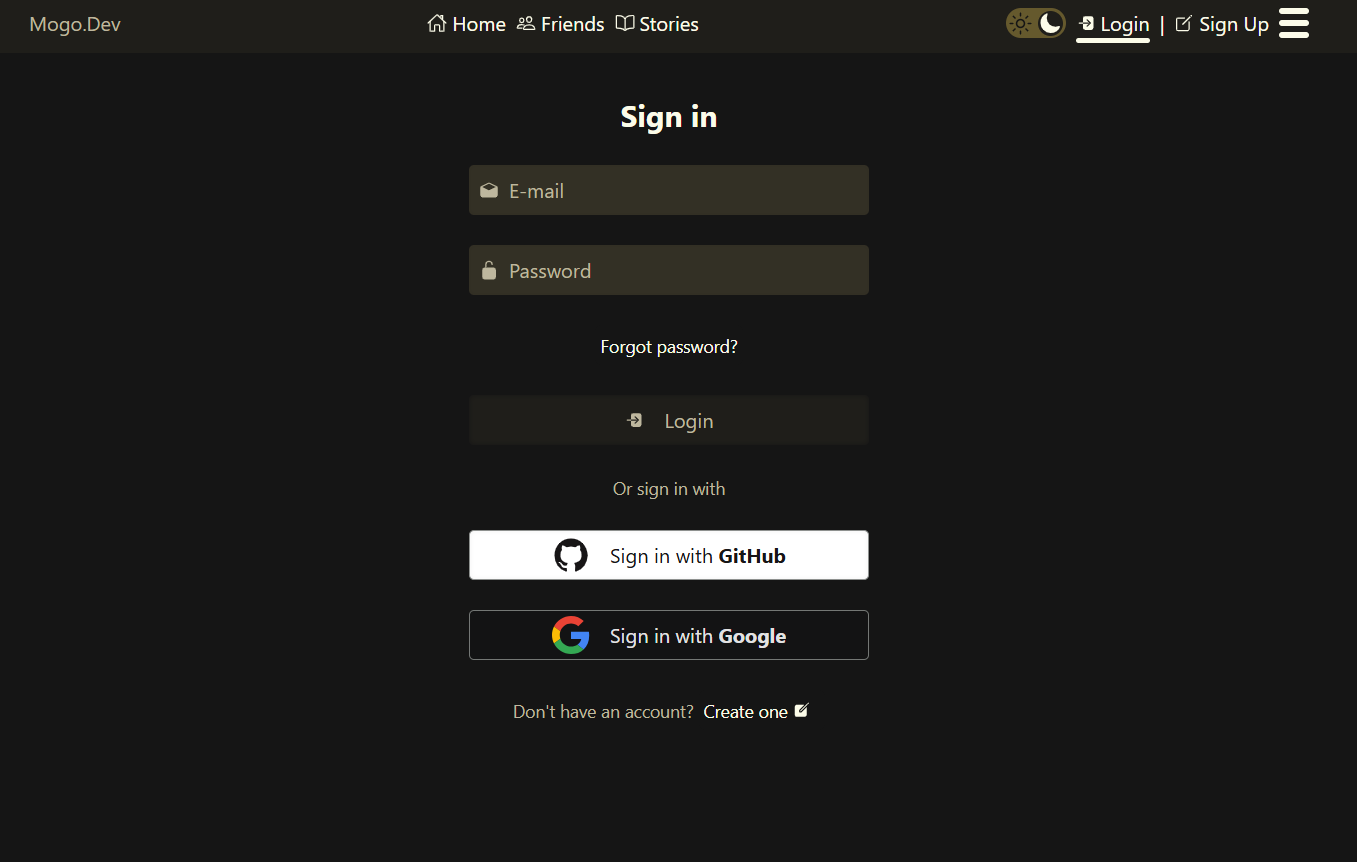 Mogo.Dev Home Friends Stories Login | Sign Up
Sign in
E-mail
Password
Forgot password?
Login
Or sign in with
Sign in with GitHub
Sign in with Google
Don't have an account? Create one